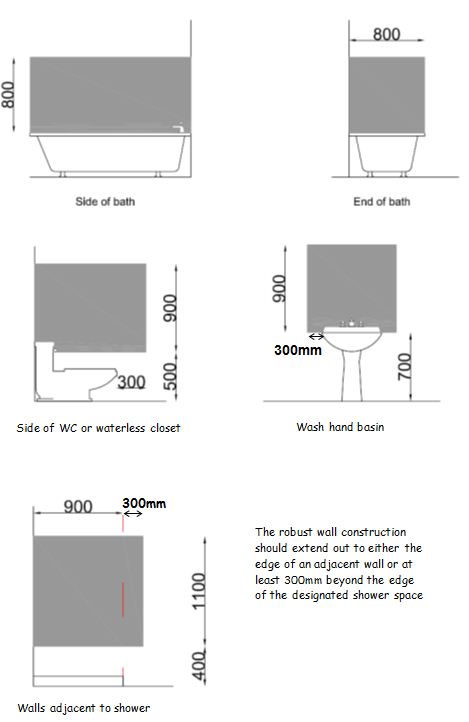 800
800
Side of bath
End of bath
900
300
500
900
300mm
700
Side of WC or waterless closet
Wash hand basin
900
300mm
1100
400
The robust wall construction
should extend out to either the
edge of an adjacent wall or at
least 300mm beyond the edge
of the designated shower space
Walls adjacent to shower